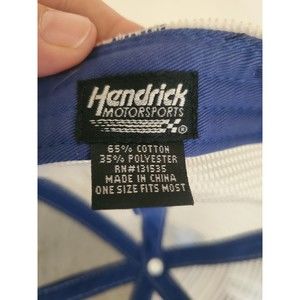 Hendrick
MOTORSPORTS
®
65% COTTON
35% POLYESTER
RN#131535
MADE IN CHINA
ONE SIZE FITS MOST